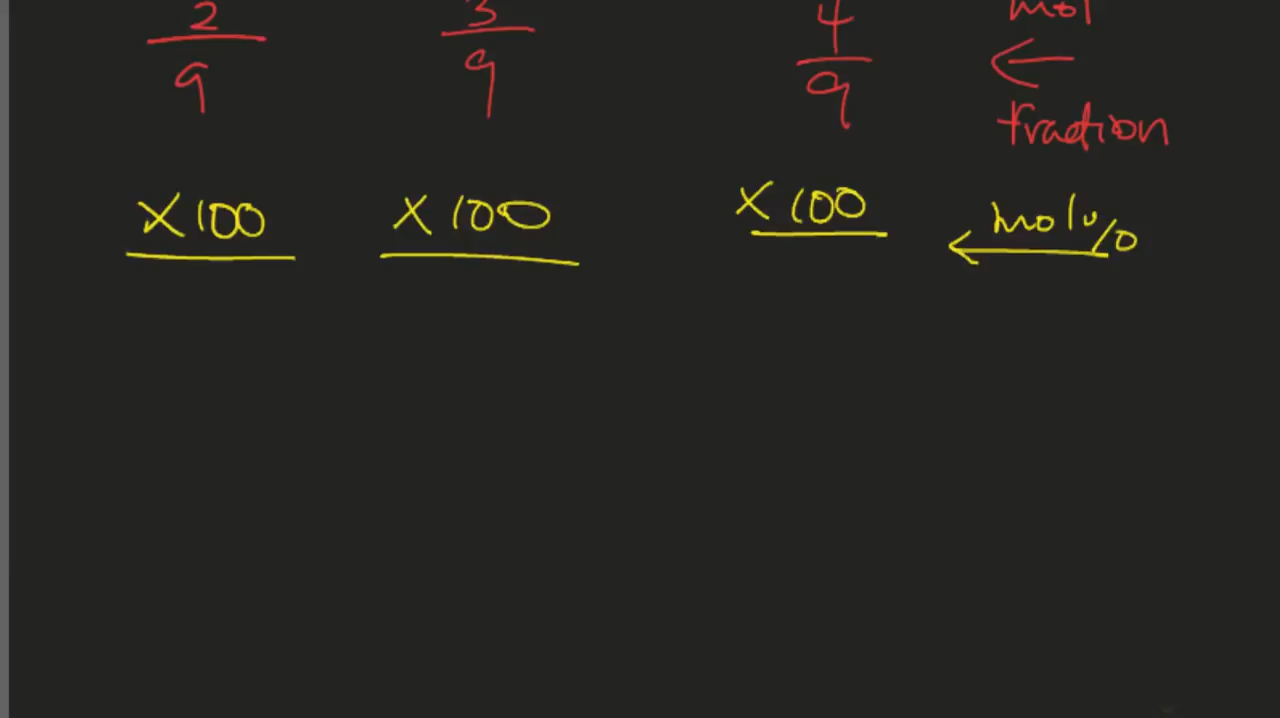 2/9 3/9 4/9 mol ← fraction
×100 ×100 ×100 ← mol%